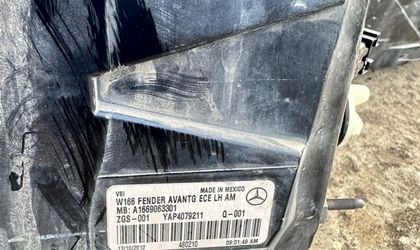 VSI MADE IN MEXICO
W166 FENDER AVANTG ECE LH AM
MB: A1669063301
ZGS-001 YAP4079211 Q-001
17/10/2012 480210 09:01:49 AM